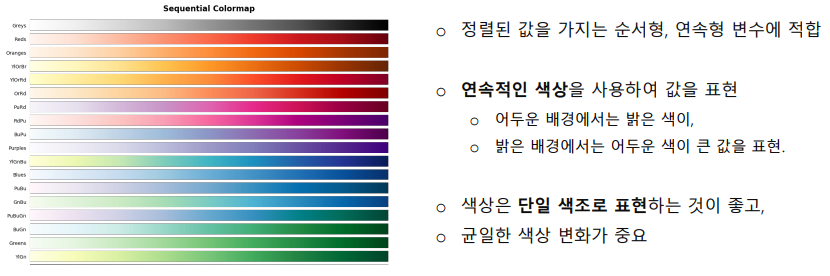 Sequential Colormap
Greys
Reds
Oranges
YlOrBr
YlOrRd
OrRd
PuRd
RdPu
BuPu
Purples
YlGnBu
Blues
PuBu
GnBu
PuBuGn
BuGn
Greens
YlGn
○ 정렬된 값을 가지는 순서형, 연속형 변수에 적합
○ 연속적인 색상을 사용하여 값을 표현
○ 어두운 배경에서는 밝은 색이,
○ 밝은 배경에서는 어두운 색이 큰 값을 표현.
○ 색상은 단일 색조로 표현하는 것이 좋고,
○ 균일한 색상 변화가 중요